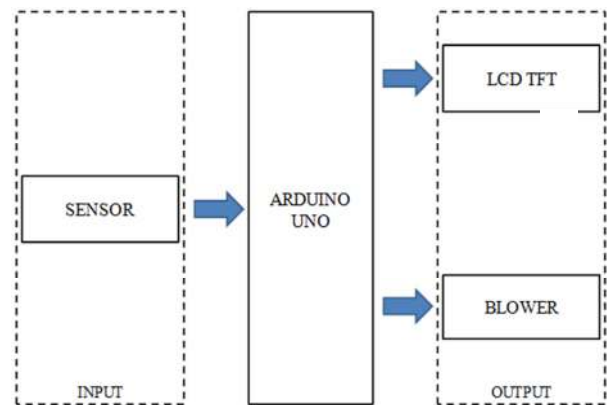 SENSOR
INPUT
ARDUINO
UNO
LCD TFT
BLOWER
OUTPUT